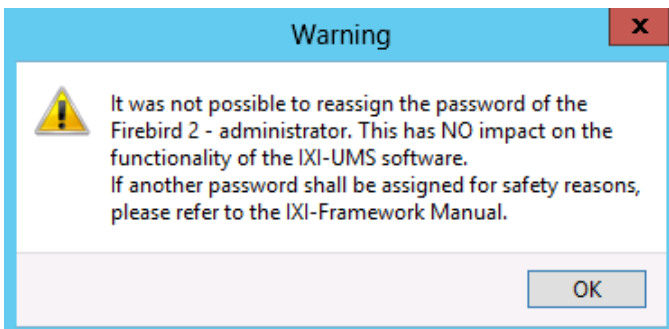 Warning
It was not possible to reassign the password of the
Firebird 2 - administrator. This has NO impact on the
functionality of the IXI-UMS software.
If another password shall be assigned for safety reasons,
please refer to the IXI-Framework Manual.
OK